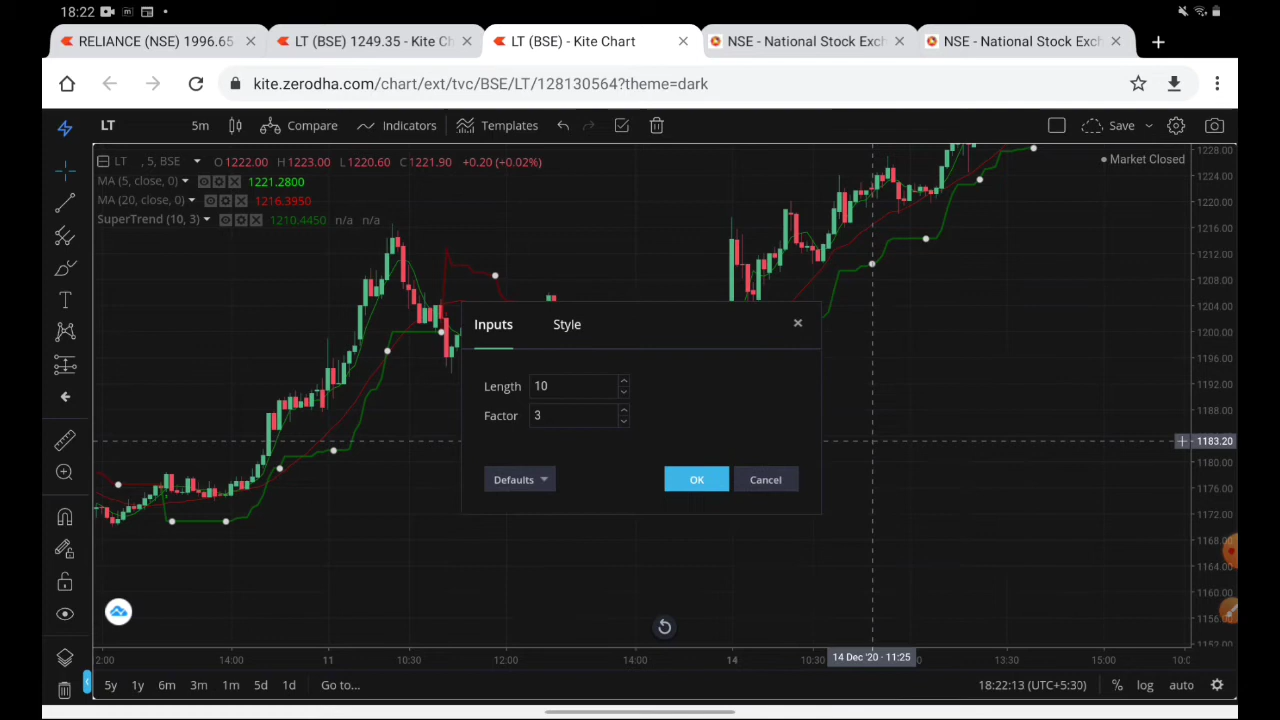 18:22
RELIANCE (NSE) 1996.65
LT (BSE) 1249.35 - Kite C
LT (BSE) - Kite Chart
NSE - National Stock Exc
NSE - National Stock Exch
kite.zerodha.com/chart/ext/tvc/BSE/LT/128130564?theme=dark
LT 5m Compare Indicators Templates Save
LT , 5, BSE O 1222.00 H 1223.00 L 1220.60 C 1221.90 +0.20 (+0.02%)
Market Closed
MA (5, close, 0) 1221.2800
MA (20, close, 0) 1216.3950
SuperTrend (10, 3) 1210.4450 n/a n/a
1228.00
1224.00
1220.00
1216.00
1212.00
1208.00
1204.00
1200.00
1196.00
1192.00
1188.00
1183.20
1180.00
1176.00
1172.00
1168.00
1164.00
1160.00
1156.00
1152.00
Inputs Style
Length 10
Factor 3
Defaults OK Cancel
2:00 14:00 11 10:30 12:00 14:00 14 10:30 14 Dec '20 - 11:25 13:30 15:00 10:
5y 1y 6m 3m 1m 5d 1d Go to... 18:22:13 (UTC+5:30) % log auto